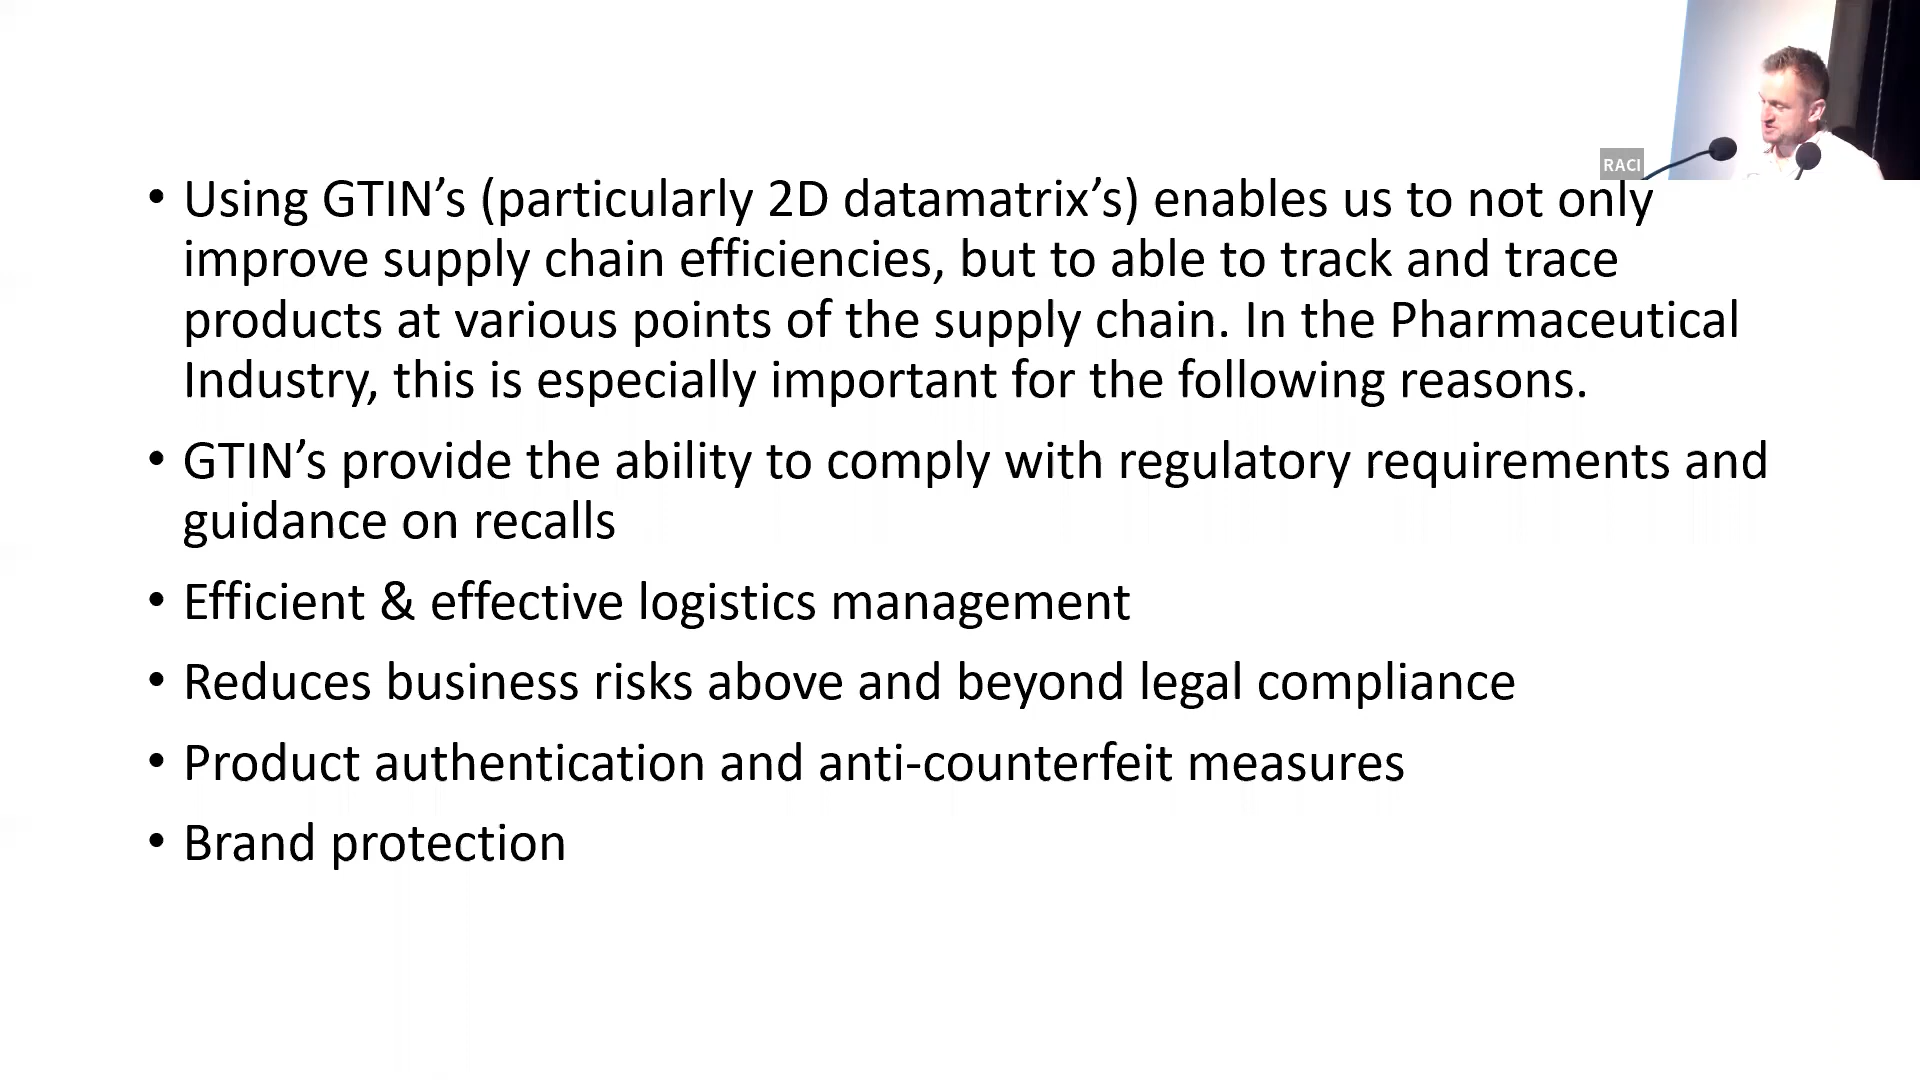 RACI
• Using GTIN’s (particularly 2D datamatrix’s) enables us to not only
improve supply chain efficiencies, but to able to track and trace
products at various points of the supply chain. In the Pharmaceutical
Industry, this is especially important for the following reasons.
• GTIN’s provide the ability to comply with regulatory requirements and
guidance on recalls
• Efficient & effective logistics management
• Reduces business risks above and beyond legal compliance
• Product authentication and anti-counterfeit measures
• Brand protection